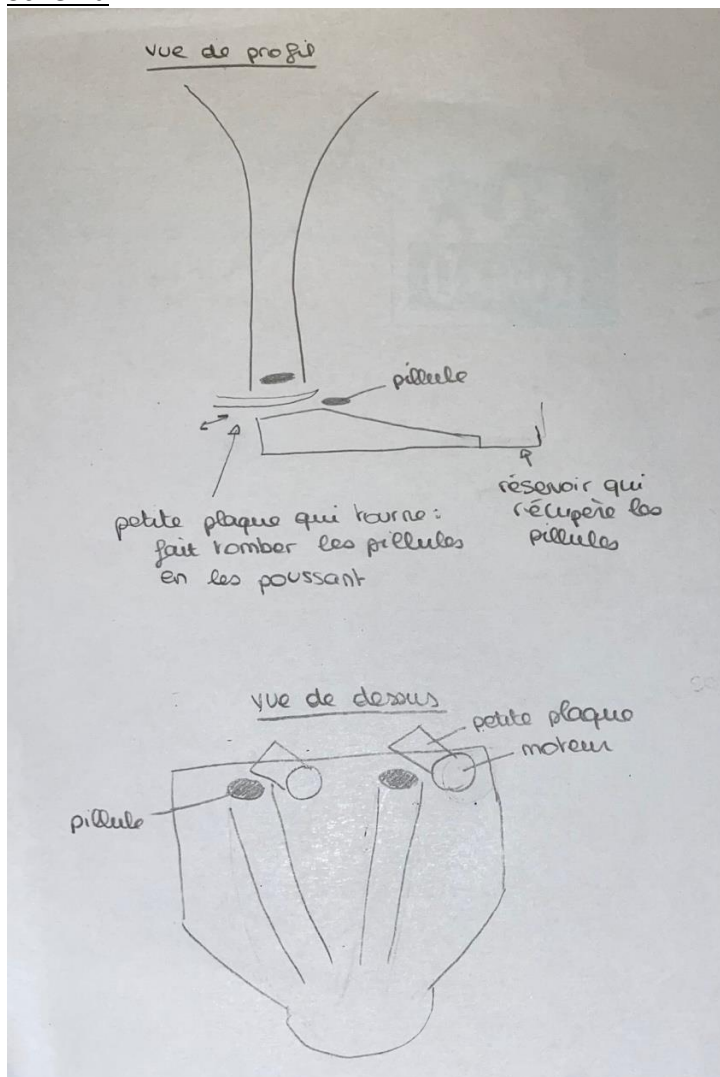 vue de profil
pillule
réservoir qui
récupère les
pillules
petite plaque qui tourne :
fait tomber les pillules
en les poussant
vue de dessus
petite plaque
moteur
pillule